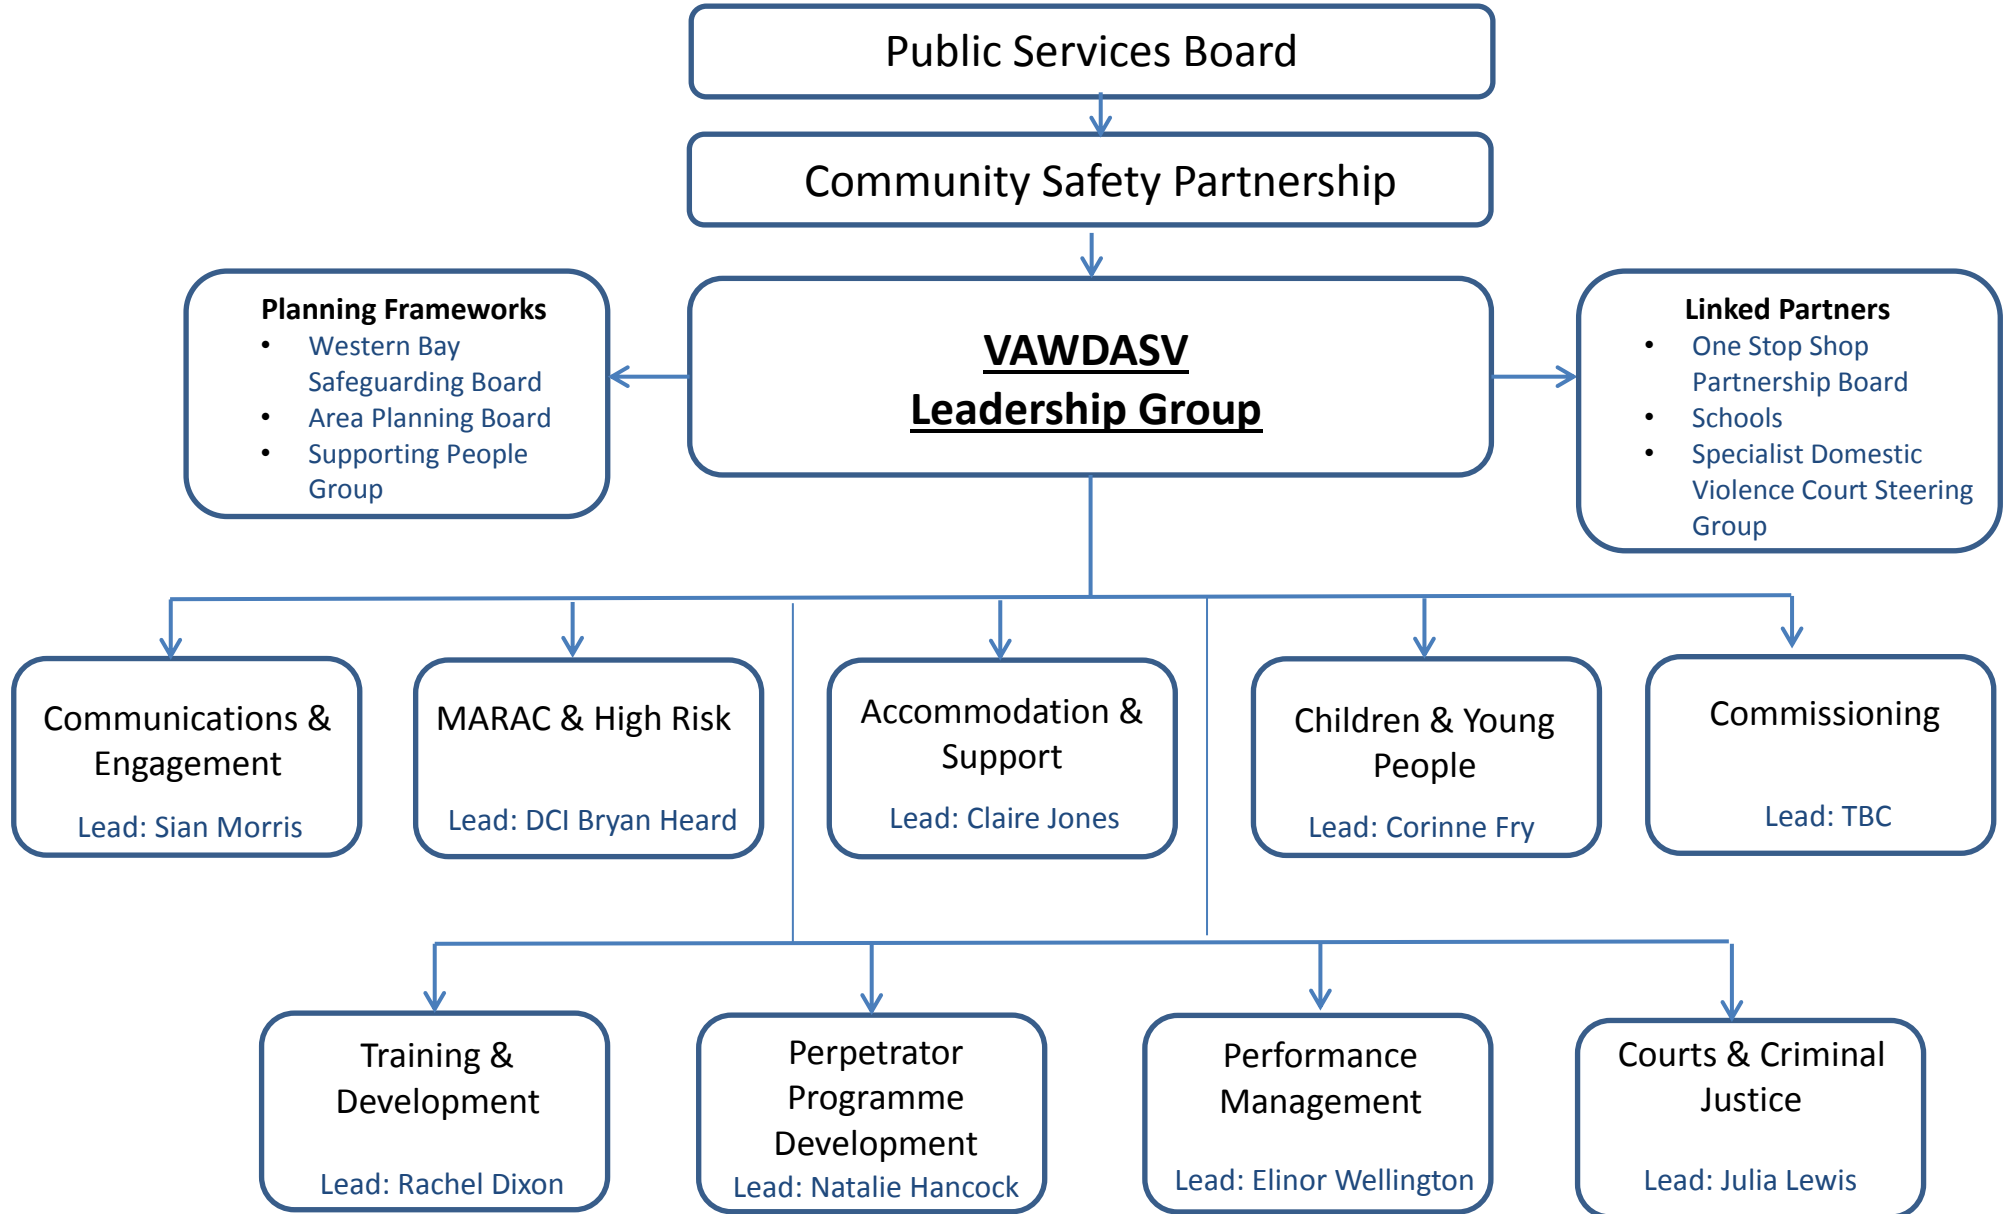 Public Services Board
Community Safety Partnership
Planning Frameworks
• Western Bay
Safeguarding Board
• Area Planning Board
• Supporting People
Group
VAWDASV
Leadership Group
Linked Partners
• One Stop Shop
Partnership Board
• Schools
• Specialist Domestic
Violence Court Steering
Group
Communications &
Engagement
Lead: Sian Morris
MARAC & High Risk
Lead: DCI Bryan Heard
Accommodation &
Support
Lead: Claire Jones
Children & Young
People
Lead: Corinne Fry
Commissioning
Lead: TBC
Training &
Development
Lead: Rachel Dixon
Perpetrator
Programme
Development
Lead: Natalie Hancock
Performance
Management
Lead: Elinor Wellington
Courts & Criminal
Justice
Lead: Julia Lewis